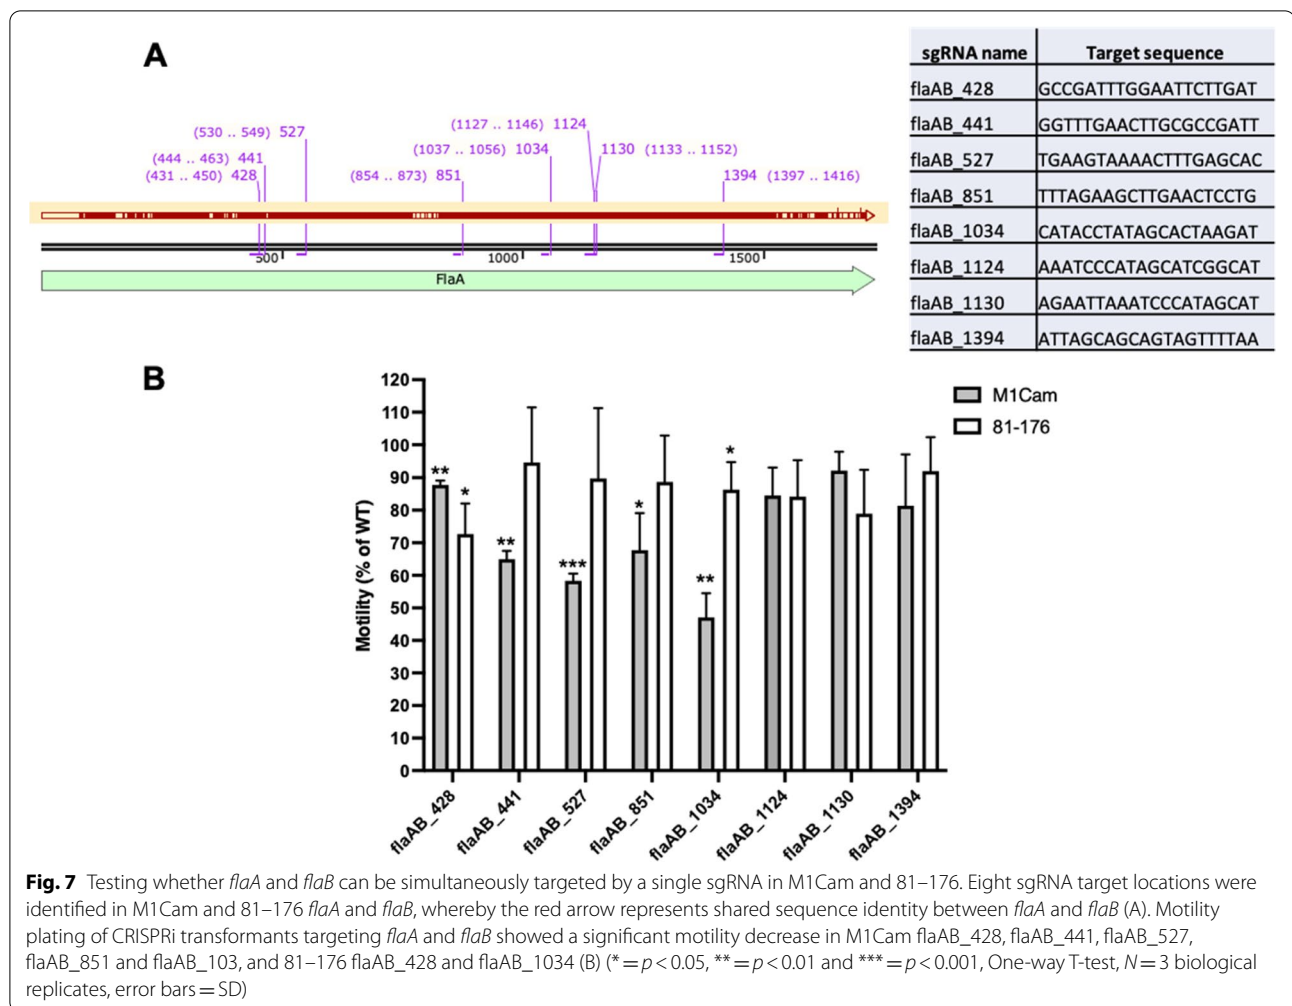 A
(530 .. 549) 527
(444 .. 463) 441
(431 .. 450) 428
(1127 .. 1146) 1124
(1037 .. 1056) 1034
1130 (1133 .. 1152)
(854 .. 873) 851
1394 (1397 .. 1416)
500
1000
1500
FlaA
sgRNA name Target sequence
flaAB_428 GCCGATTTGGAATTCTTGAT
flaAB_441 GGTTTGAACTTGCGCCGATT
flaAB_527 TGAAGTAAAACTTTGAGCAC
flaAB_851 TTTAGAAGCTTGAACTCCTG
flaAB_1034 CATACCTATAGCACTAAGAT
flaAB_1124 AAATCCCATAGCATCGGCAT
flaAB_1130 AGAATTAAATCCCATAGCAT
flaAB_1394 ATTAGCAGCAGTAGTTTTAA
B
Motility (% of WT)
120
110
100
90
80
70
60
50
40
30
20
10
0
**
*
**
***
*
**
*
M1Cam
81-176
flaAB_428
flaAB_441
flaAB_527
flaAB_851
flaAB_1034
flaAB_1124
flaAB_1130
flaAB_1394
Fig. 7 Testing whether flaA and flaB can be simultaneously targeted by a single sgRNA in M1Cam and 81–176. Eight sgRNA target locations were
identified in M1Cam and 81–176 flaA and flaB, whereby the red arrow represents shared sequence identity between flaA and flaB (A). Motility
plating of CRISPRi transformants targeting flaA and flaB showed a significant motility decrease in M1Cam flaAB_428, flaAB_441, flaAB_527,
flaAB_851 and flaAB_103, and 81–176 flaAB_428 and flaAB_1034 (B) (* = p < 0.05, ** = p < 0.01 and *** = p < 0.001, One-way T-test, N = 3 biological
replicates, error bars = SD)